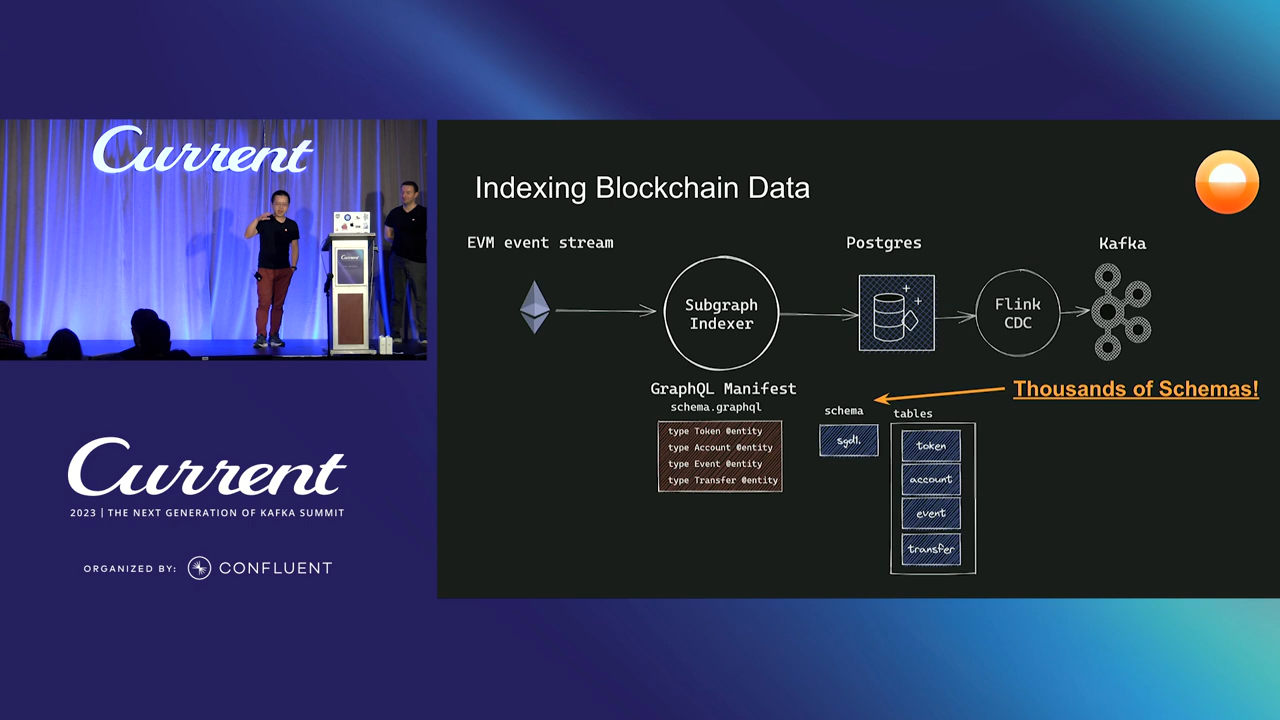 Current
Current
Current
2023 | THE NEXT GENERATION OF KAFKA SUMMIT
ORGANIZED BY: CONFLUENT
Indexing Blockchain Data
EVM event stream
Postgres
Kafka
Subgraph
Indexer
Flink
CDC
GraphQL Manifest
schema.graphql
type Token @entity
type Account @entity
type Event @entity
type Transfer @entity
Thousands of Schemas!
schema
sgd1.
tables
token
account
event
transfer